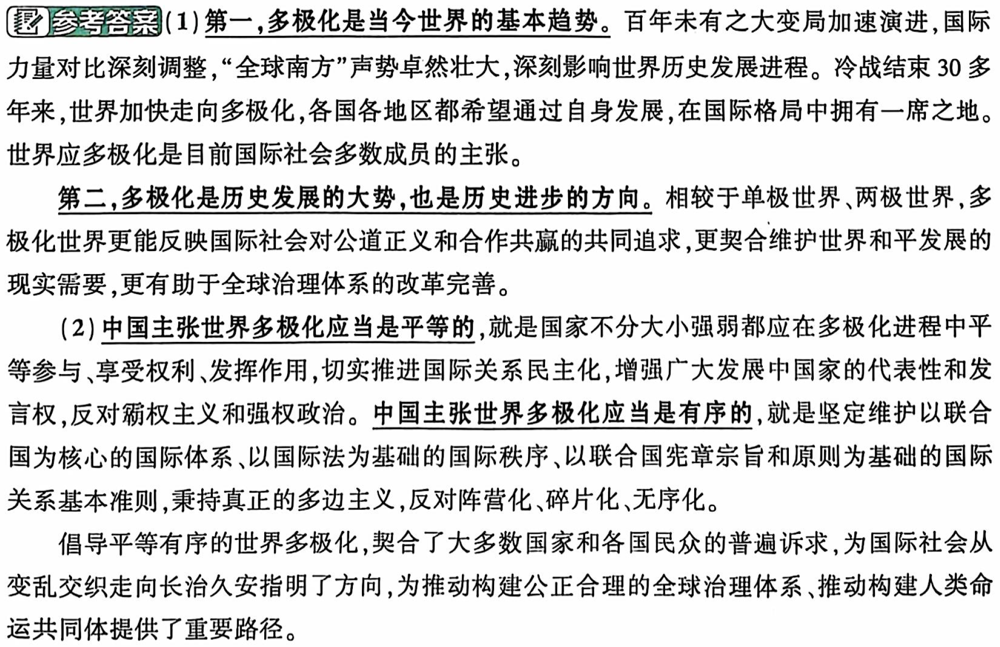 参考答案(1)第一,多极化是当今世界的基本趋势。百年未有之大变局加速演进,国际
力量对比深刻调整,“全球南方”声势卓然壮大,深刻影响世界历史发展进程。冷战结束 30 多
年来,世界加快走向多极化,各国各地区都希望通过自身发展,在国际格局中拥有一席之地。
世界应多极化是目前国际社会多数成员的主张。
第二,多极化是历史发展的大势,也是历史进步的方向。相较于单极世界、两极世界,多
极化世界更能反映国际社会对公道正义和合作共赢的共同追求,更契合维护世界和平发展的
现实需要,更有助于全球治理体系的改革完善。
(2)中国主张世界多极化应当是平等的,就是国家不分大小强弱都应在多极化进程中平
等参与、享受权利、发挥作用,切实推进国际关系民主化,增强广大发展中国家的代表性和发
言权,反对霸权主义和强权政治。中国主张世界多极化应当是有序的,就是坚定维护以联合
国为核心的国际体系、以国际法为基础的国际秩序、以联合国宪章宗旨和原则为基础的国际
关系基本准则,秉持真正的多边主义,反对阵营化、碎片化、无序化。
倡导平等有序的世界多极化,契合了大多数国家和各国民众的普遍诉求,为国际社会从
变乱交织走向长治久安指明了方向,为推动构建公正合理的全球治理体系、推动构建人类命
运共同体提供了重要路径。